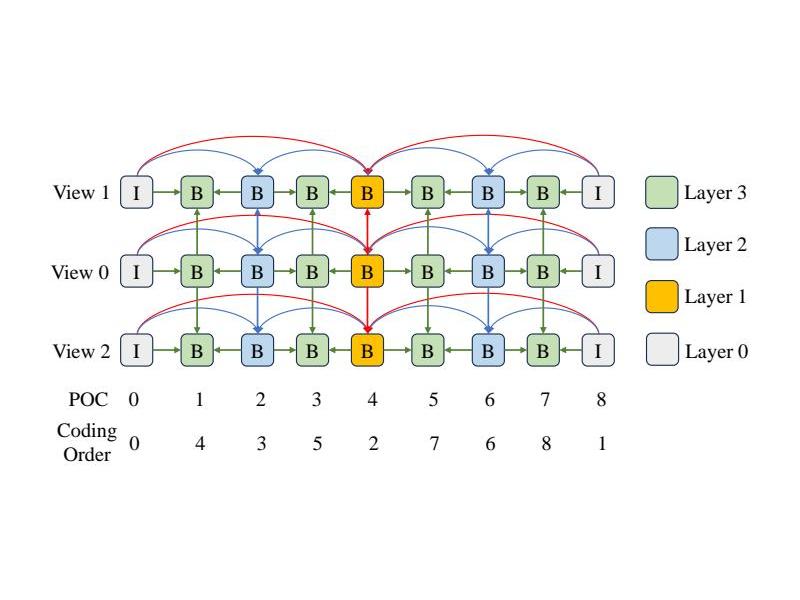 View 1 I B B B B B B B I Layer 3
Layer 2
View 0 I B B B B B B B I
Layer 1
View 2 I B B B B B B B I Layer 0
POC 0 1 2 3 4 5 6 7 8
Coding
Order 0 4 3 5 2 7 6 8 1